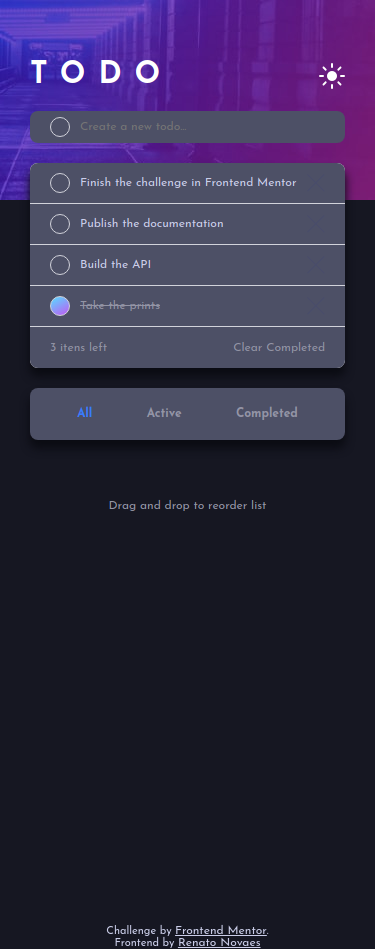 TODO
Create a new todo...
Finish the challenge in Frontend Mentor
Publish the documentation
Build the API
Take the prints
3 itens left Clear Completed
All Active Completed
Drag and drop to reorder list
Challenge by Frontend Mentor.
Frontend by Renato Novaes